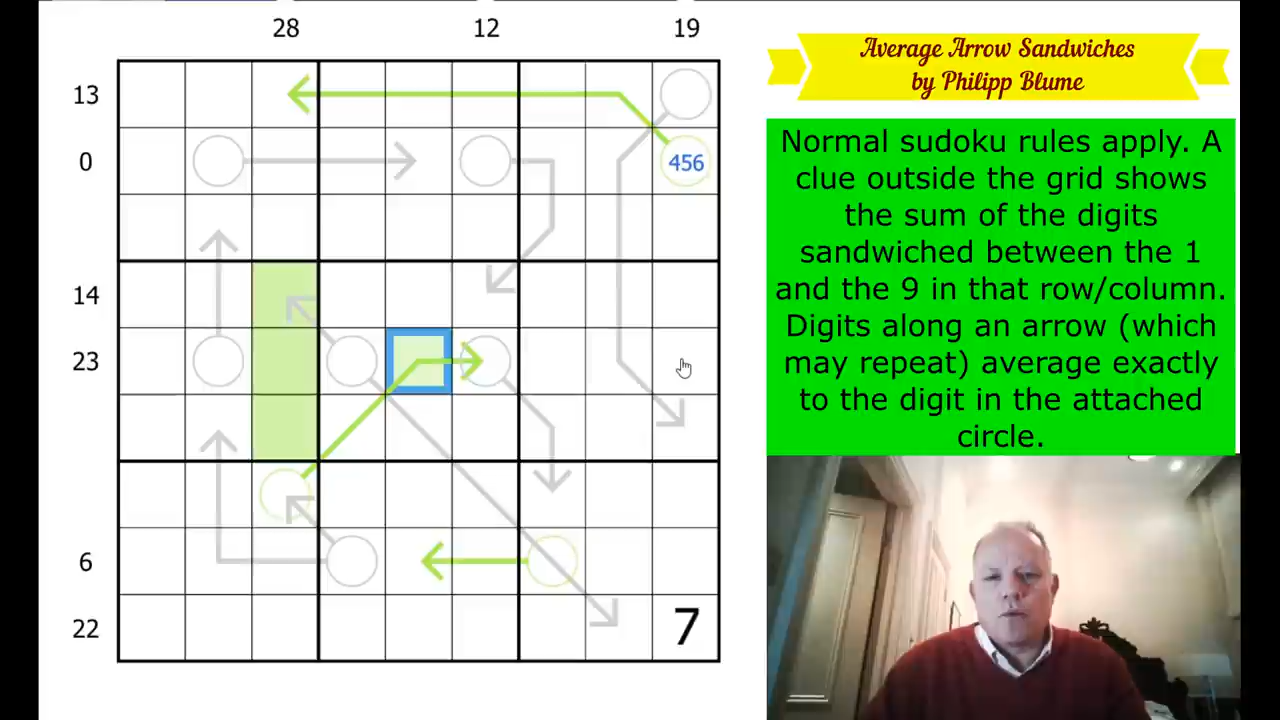 28 12 19
Average Arrow Sandwiches
by Philipp Blume
13
0
456
14
23
6
22
7
Normal sudoku rules apply. A
clue outside the grid shows
the sum of the digits
sandwiched between the 1
and the 9 in that row/column.
Digits along an arrow (which
may repeat) average exactly
to the digit in the attached
circle.